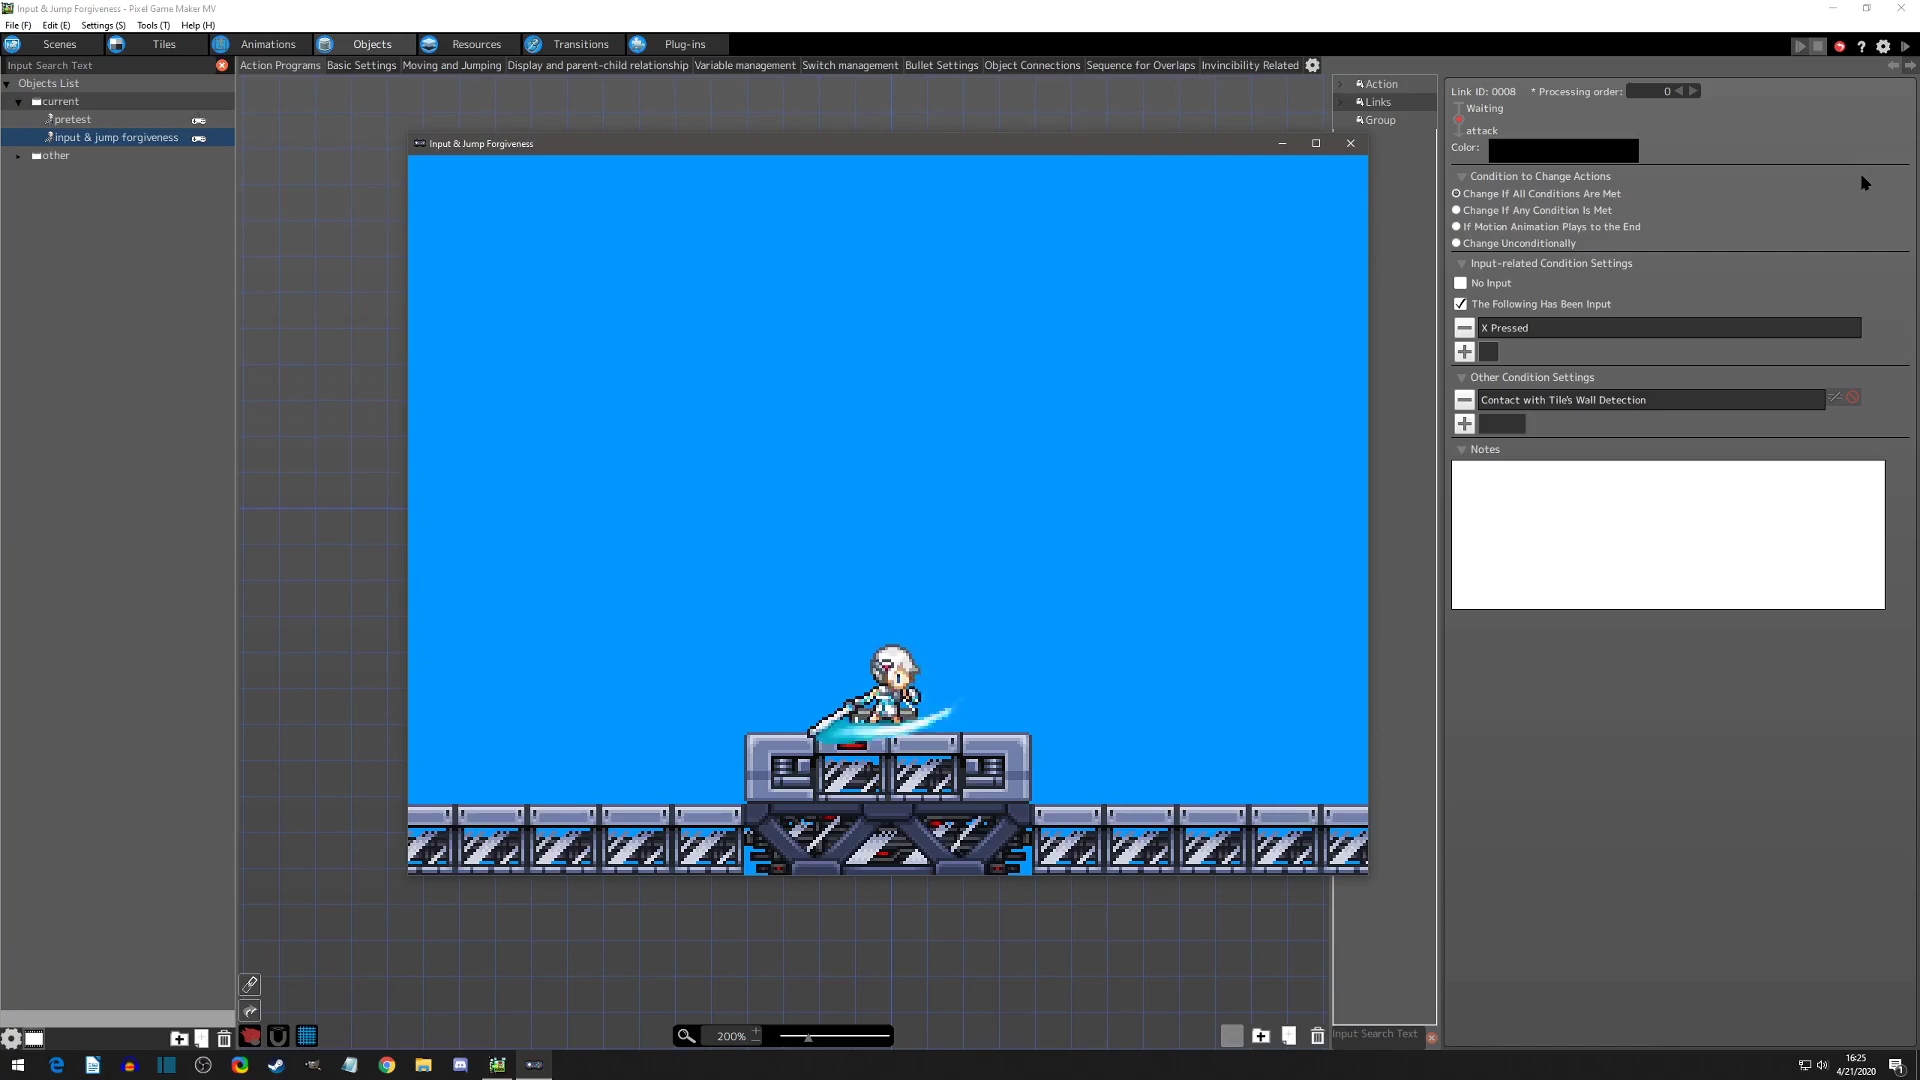 Input & Jump Forgiveness - Pixel Game Maker MV
File (F) Edit (E) Settings (S) Tools (T) Help (H)
Scenes Tiles Animations Objects Resources Transitions Plug-ins
Input Search Text
Action Programs Basic Settings Moving and Jumping Display and parent-child relationship Variable management Switch management Bullet Settings Object Connections Sequence for Overlaps Invincibility Related
Objects List
current
pretest
input & jump forgiveness
other
Action
Links
Group
Input & Jump Forgiveness
Link ID: 0008 * Processing order: 0
Waiting
attack
Color:
Condition to Change Actions
Change If All Conditions Are Met
Change If Any Condition Is Met
If Motion Animation Plays to the End
Change Unconditionally
Input-related Condition Settings
No Input
The Following Has Been Input
X Pressed
Other Condition Settings
Contact with Tile's Wall Detection
Notes
200%
Input Search Text
16:25
4/21/2020